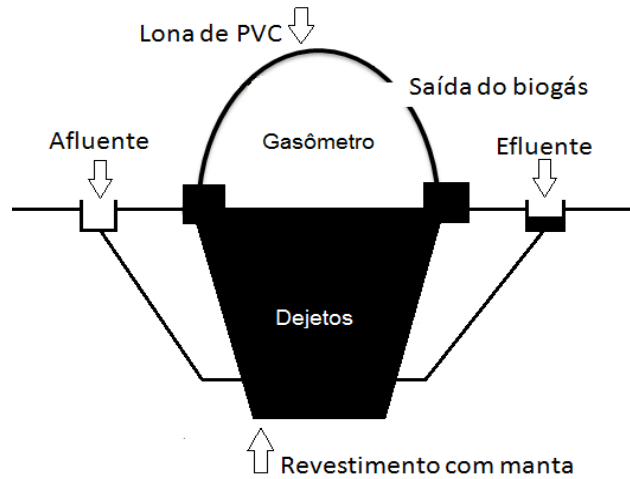 Lona de PVC
Saída do biogás
Afluente
Gasômetro
Efluente
Dejetos
Revestimento com manta